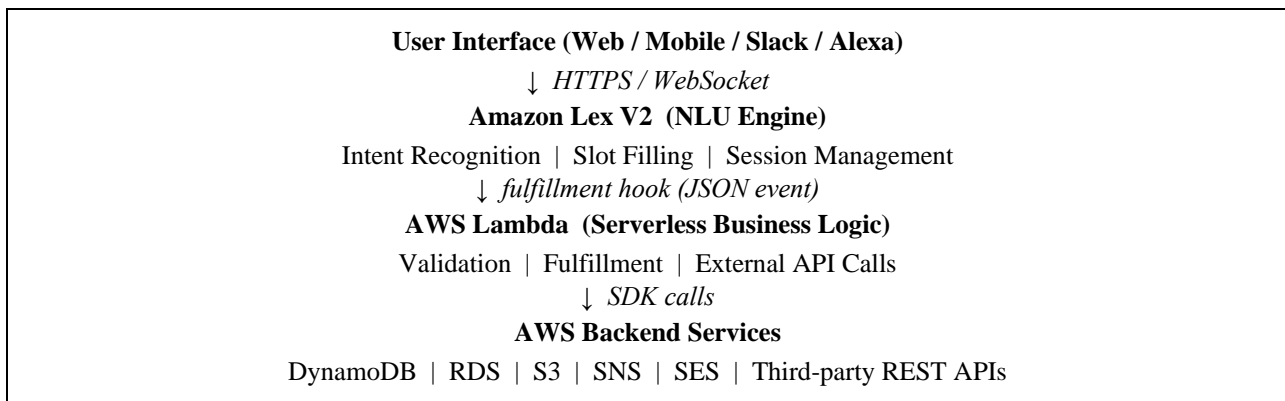 User Interface (Web / Mobile / Slack / Alexa)
↓ HTTPS / WebSocket
Amazon Lex V2 (NLU Engine)
Intent Recognition | Slot Filling | Session Management
↓ fulfillment hook (JSON event)
AWS Lambda (Serverless Business Logic)
Validation | Fulfillment | External API Calls
↓ SDK calls
AWS Backend Services
DynamoDB | RDS | S3 | SNS | SES | Third-party REST APIs